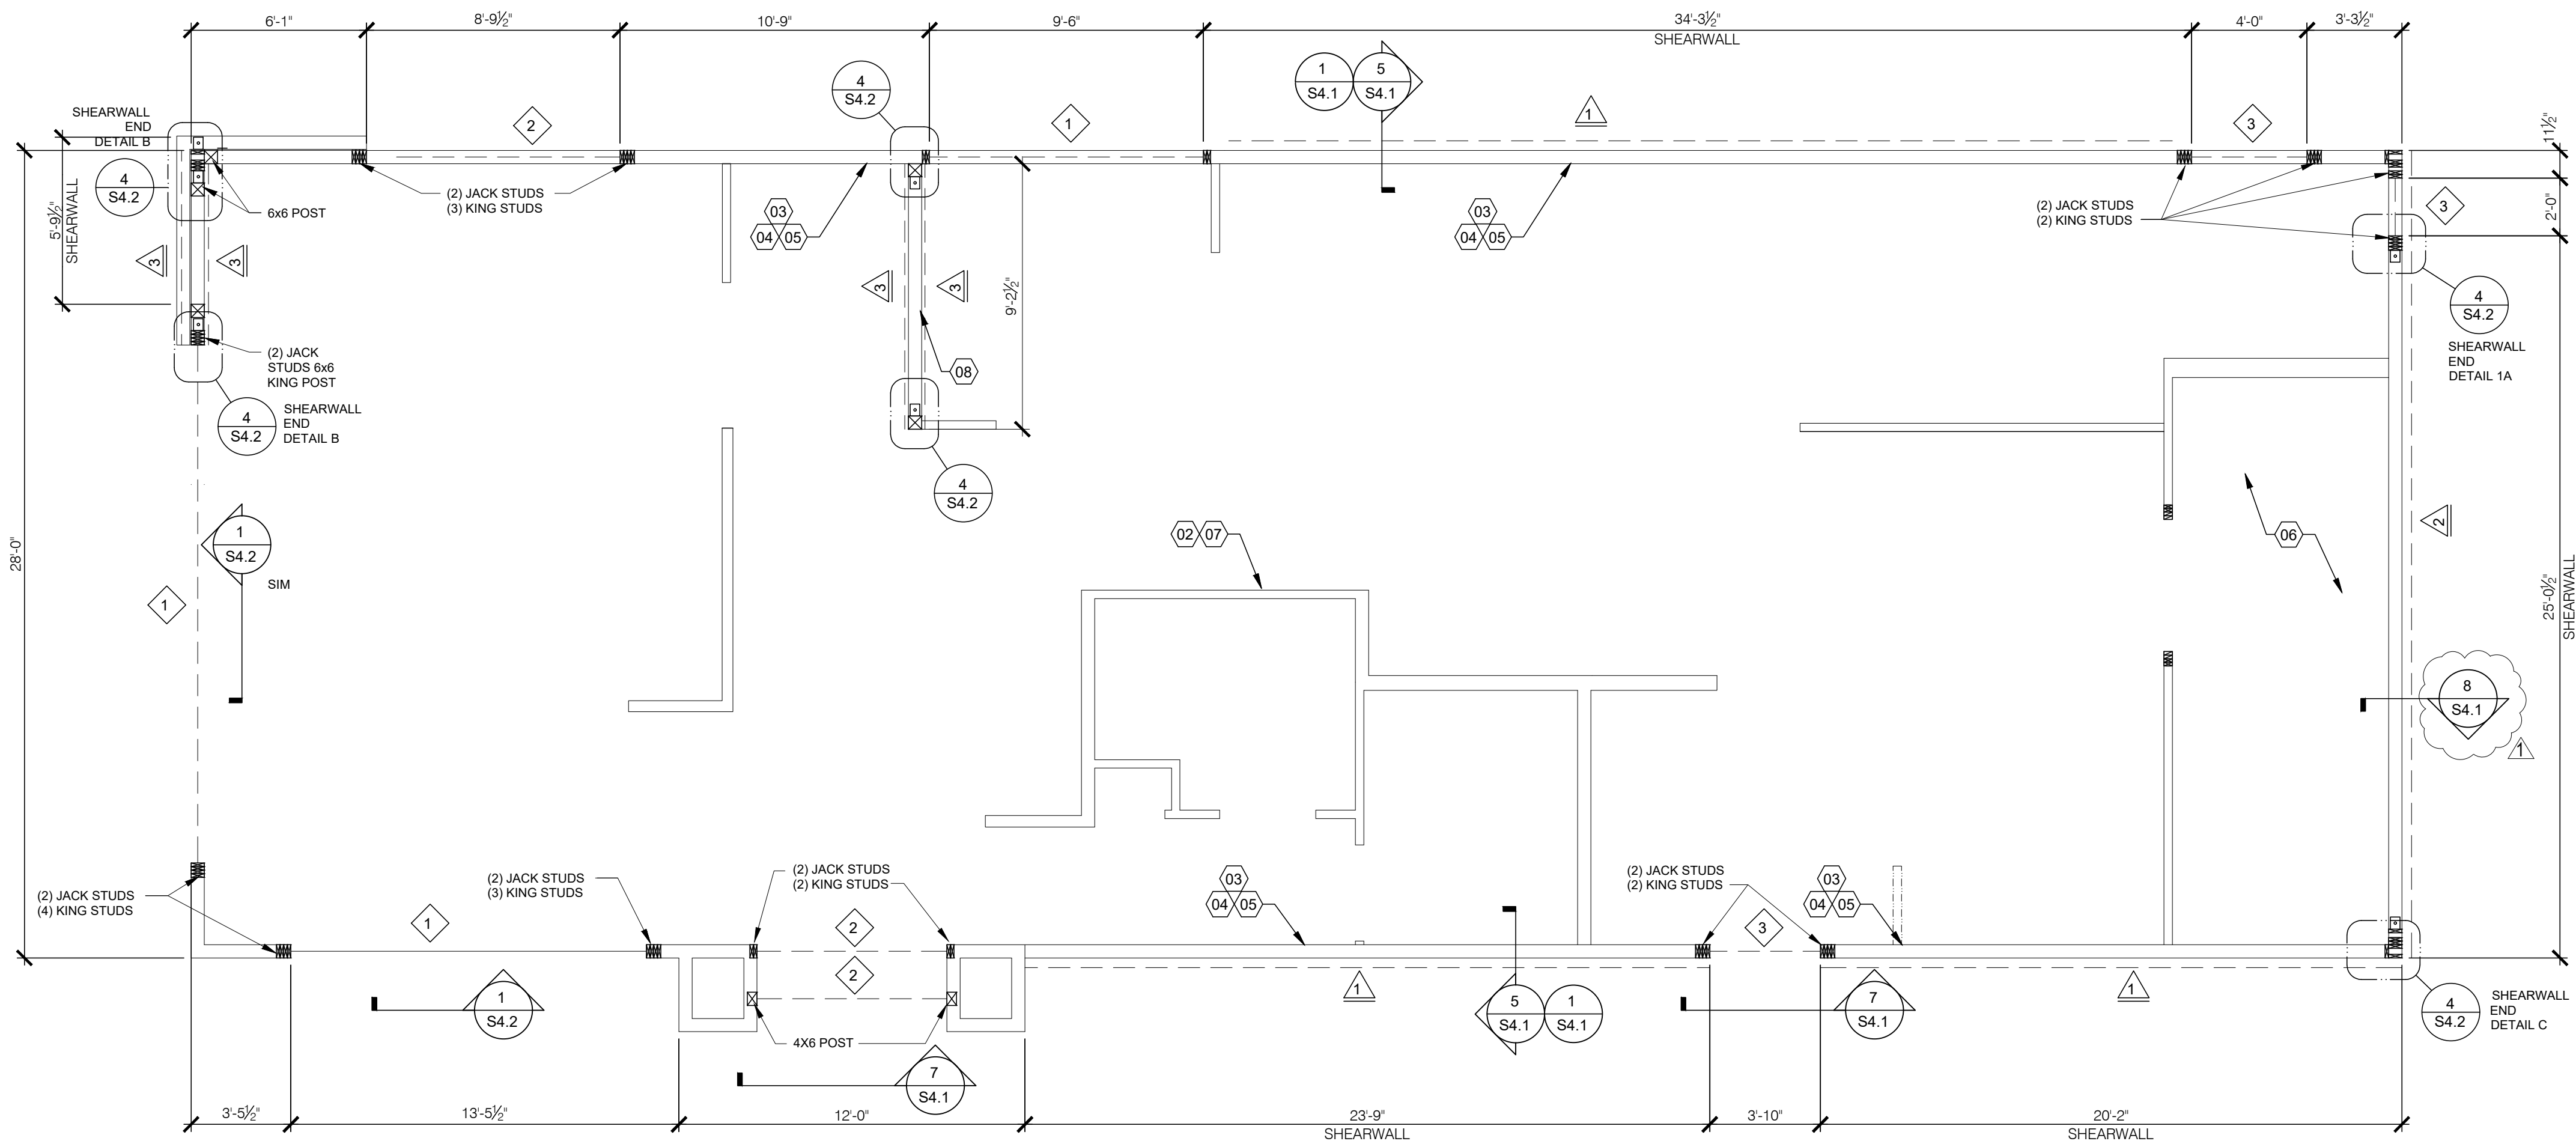 6'-1"
8'-9½"
10'-9"
9'-6"
34'-3½"
SHEARWALL
4'-0"
3'-3½"
SHEARWALL
END
DETAIL B
4
S4.2
2
4
S4.2
1
1
S4.1
5
S4.1
1
3
11½"
5'-9½"
SHEARWALL
6x6 POST
(2) JACK STUDS
(3) KING STUDS
03
04
05
03
04
05
(2) JACK STUDS
(2) KING STUDS
3
2'-0"
3
3
3
3
9'-2½"
4
S4.2
SHEARWALL
END
DETAIL 1A
(2) JACK
STUDS 6x6
KING POST
08
4
S4.2
SHEARWALL
END
DETAIL B
4
S4.2
28'-0"
1
S4.2
SIM
1
02
07
06
2
25'-0½"
SHEARWALL
8
S4.1
1
(2) JACK STUDS
(4) KING STUDS
1
(2) JACK STUDS
(3) KING STUDS
(2) JACK STUDS
(2) KING STUDS
2
2
03
04
05
(2) JACK STUDS
(2) KING STUDS
3
03
04
05
1
S4.2
4X6 POST
7
S4.1
1
5
S4.1
1
S4.1
7
S4.1
1
4
S4.2
SHEARWALL
END
DETAIL C
3'-5½"
13'-5½"
12'-0"
23'-9"
SHEARWALL
3'-10"
20'-2"
SHEARWALL